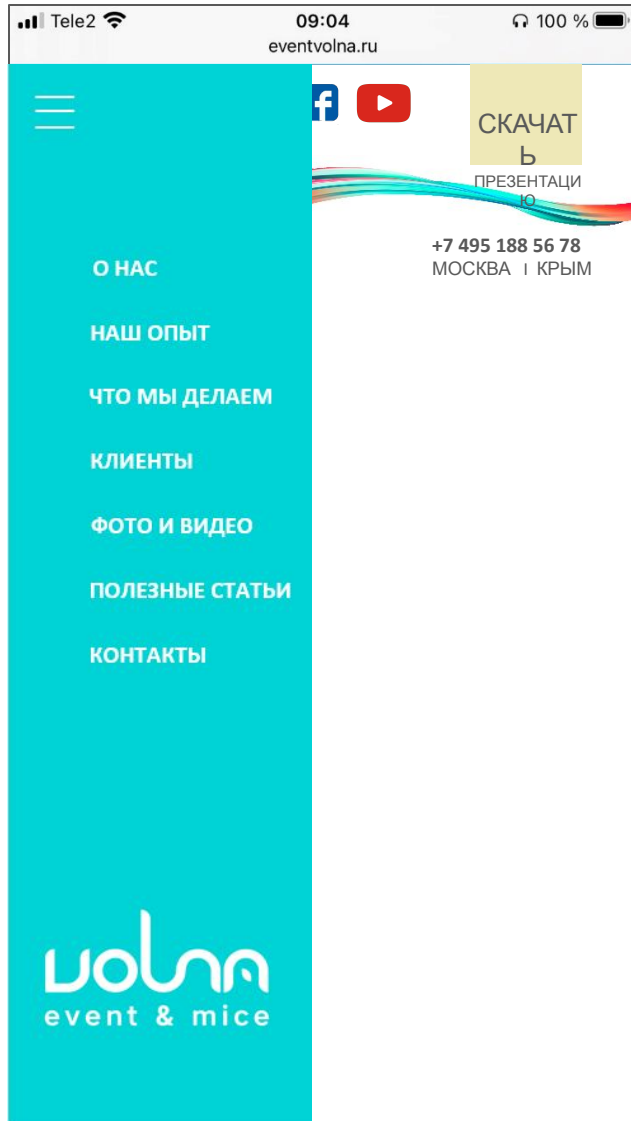 Tele2 09:04 100 %
eventvolna.ru
f
СКАЧАТ
Ь
ПРЕЗЕНТАЦИ
Ю
+7 495 188 56 78
МОСКВА I КРЫМ
О НАС
НАШ ОПЫТ
ЧТО МЫ ДЕЛАЕМ
КЛИЕНТЫ
ФОТО И ВИДЕО
ПОЛЕЗНЫЕ СТАТЬИ
КОНТАКТЫ
volna
event & mice